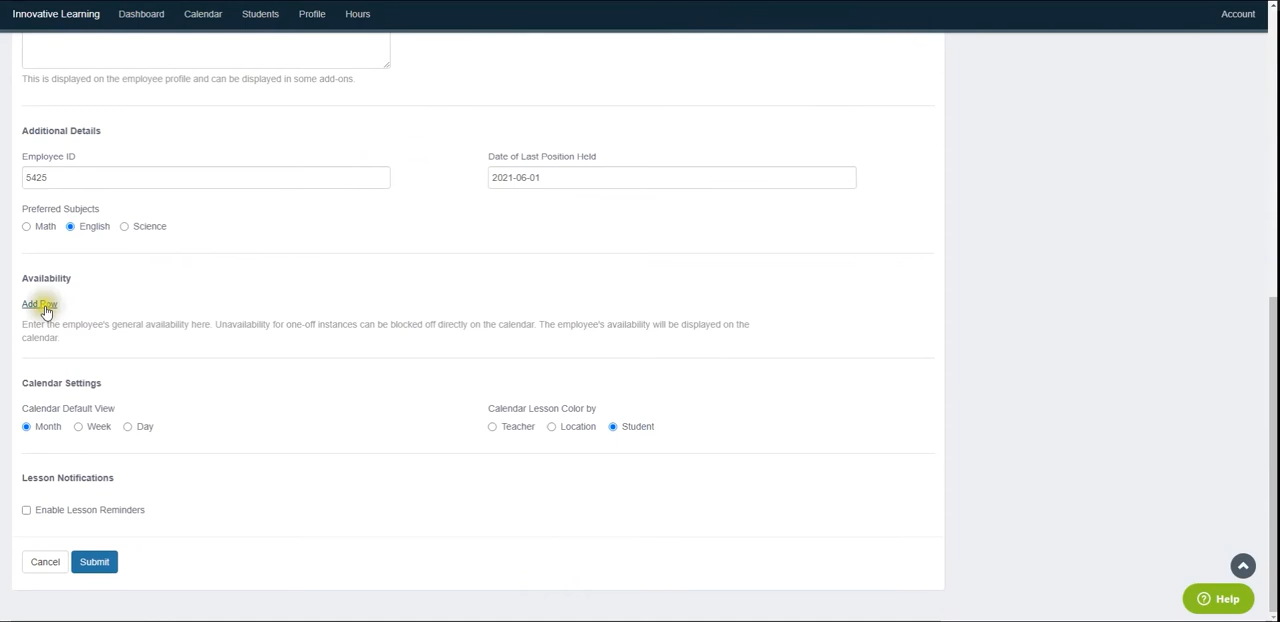 Innovative Learning Dashboard Calendar Students Profile Hours Account
This is displayed on the employee profile and can be displayed in some add-ons.
Additional Details
Employee ID Date of Last Position Held
5425 2021-06-01
Preferred Subjects
Math English Science
Availability
Add Row
Enter the employee's general availability here. Unavailability for one-off instances can be blocked off directly on the calendar. The employee's availability will be displayed on the
calendar.
Calendar Settings
Calendar Default View Calendar Lesson Color by
Month Week Day Teacher Location Student
Lesson Notifications
Enable Lesson Reminders
Cancel Submit
Help